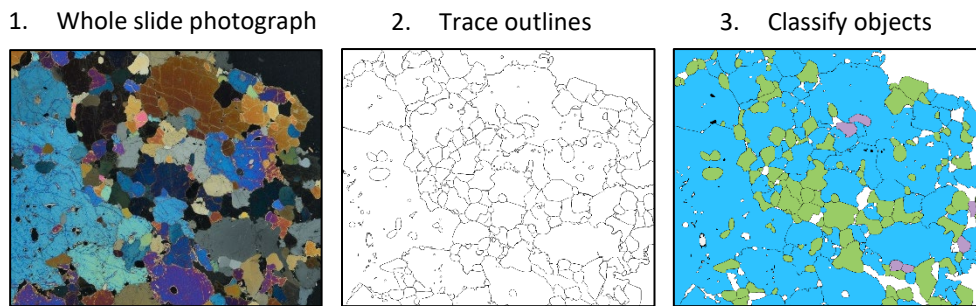 1. Whole slide photograph
2. Trace outlines
3. Classify objects